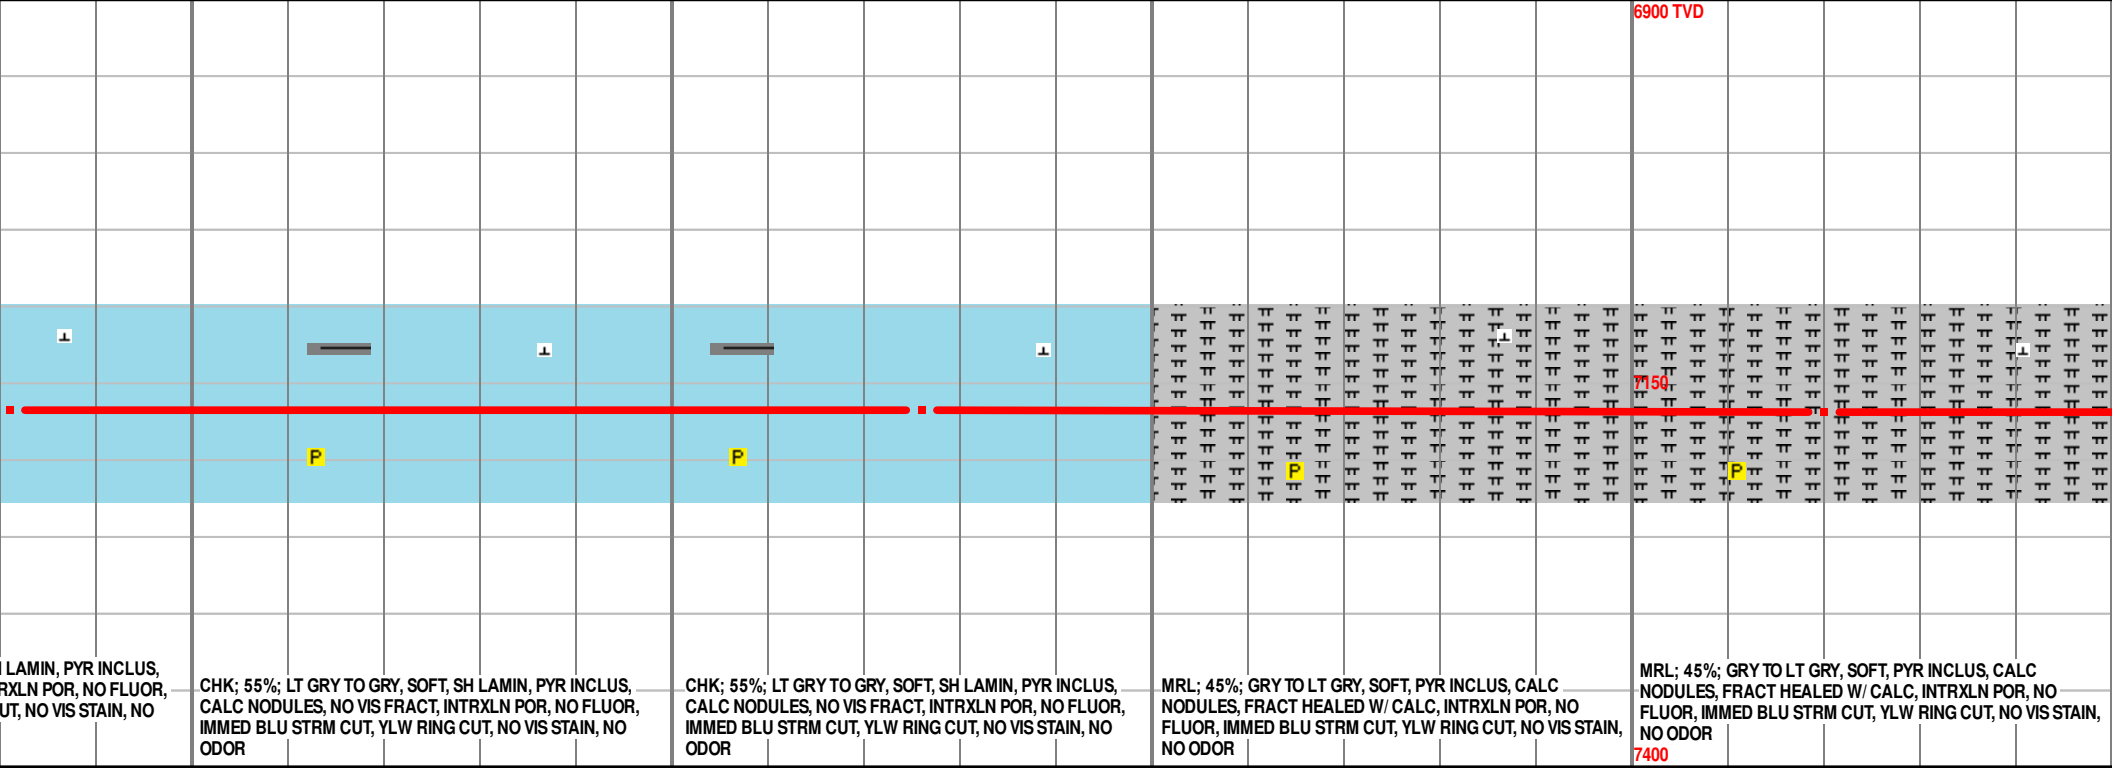 6900 TVD
7150
P
P
P
P
LAMIN, PYR INCLUS,
RXLN POR, NO FLUOR,
UT, NO VIS STAIN, NO
CHK; 55%; LT GRY TO GRY, SOFT, SH LAMIN, PYR INCLUS,
CALC NODULES, NO VIS FRACT, INTRXLN POR, NO FLUOR,
IMMED BLU STRM CUT, YLW RING CUT, NO VIS STAIN, NO
ODOR
CHK; 55%; LT GRY TO GRY, SOFT, SH LAMIN, PYR INCLUS,
CALC NODULES, NO VIS FRACT, INTRXLN POR, NO FLUOR,
IMMED BLU STRM CUT, YLW RING CUT, NO VIS STAIN, NO
ODOR
MRL; 45%; GRY TO LT GRY, SOFT, PYR INCLUS, CALC
NODULES, FRACT HEALED W/ CALC, INTRXLN POR, NO
FLUOR, IMMED BLU STRM CUT, YLW RING CUT, NO VIS STAIN,
NO ODOR
MRL; 45%; GRY TO LT GRY, SOFT, PYR INCLUS, CALC
NODULES, FRACT HEALED W/ CALC, INTRXLN POR, NO
FLUOR, IMMED BLU STRM CUT, YLW RING CUT, NO VIS STAIN,
NO ODOR
7400